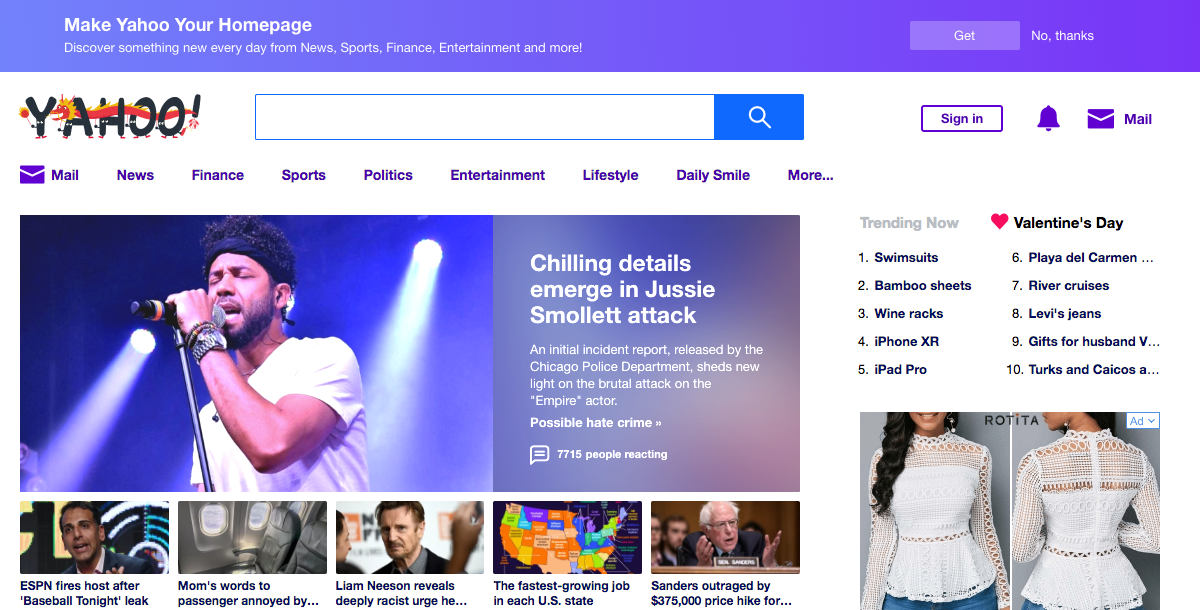 Make Yahoo Your Homepage
Discover something new every day from News, Sports, Finance, Entertainment and more!
Get
No, thanks
YAHOO!
Sign in
Mail
Mail
News
Finance
Sports
Politics
Entertainment
Lifestyle
Daily Smile
More...
Chilling details
emerge in Jussie
Smollett attack
An initial incident report, released by the
Chicago Police Department, sheds new
light on the brutal attack on the
"Empire" actor.
Possible hate crime »
7715 people reacting
ESPN fires host after
'Baseball Tonight' leak
Mom's words to
passenger annoyed by...
Liam Neeson reveals
deeply racist urge he...
The fastest-growing job
in each U.S. state
SEN. SANDERS
Sanders outraged by
$375,000 price hike for...
Trending Now
Valentine's Day
1. Swimsuits
2. Bamboo sheets
3. Wine racks
4. iPhone XR
5. iPad Pro
6. Playa del Carmen ...
7. River cruises
8. Levi's jeans
9. Gifts for husband V...
10. Turks and Caicos a...
ROTITA
Ad